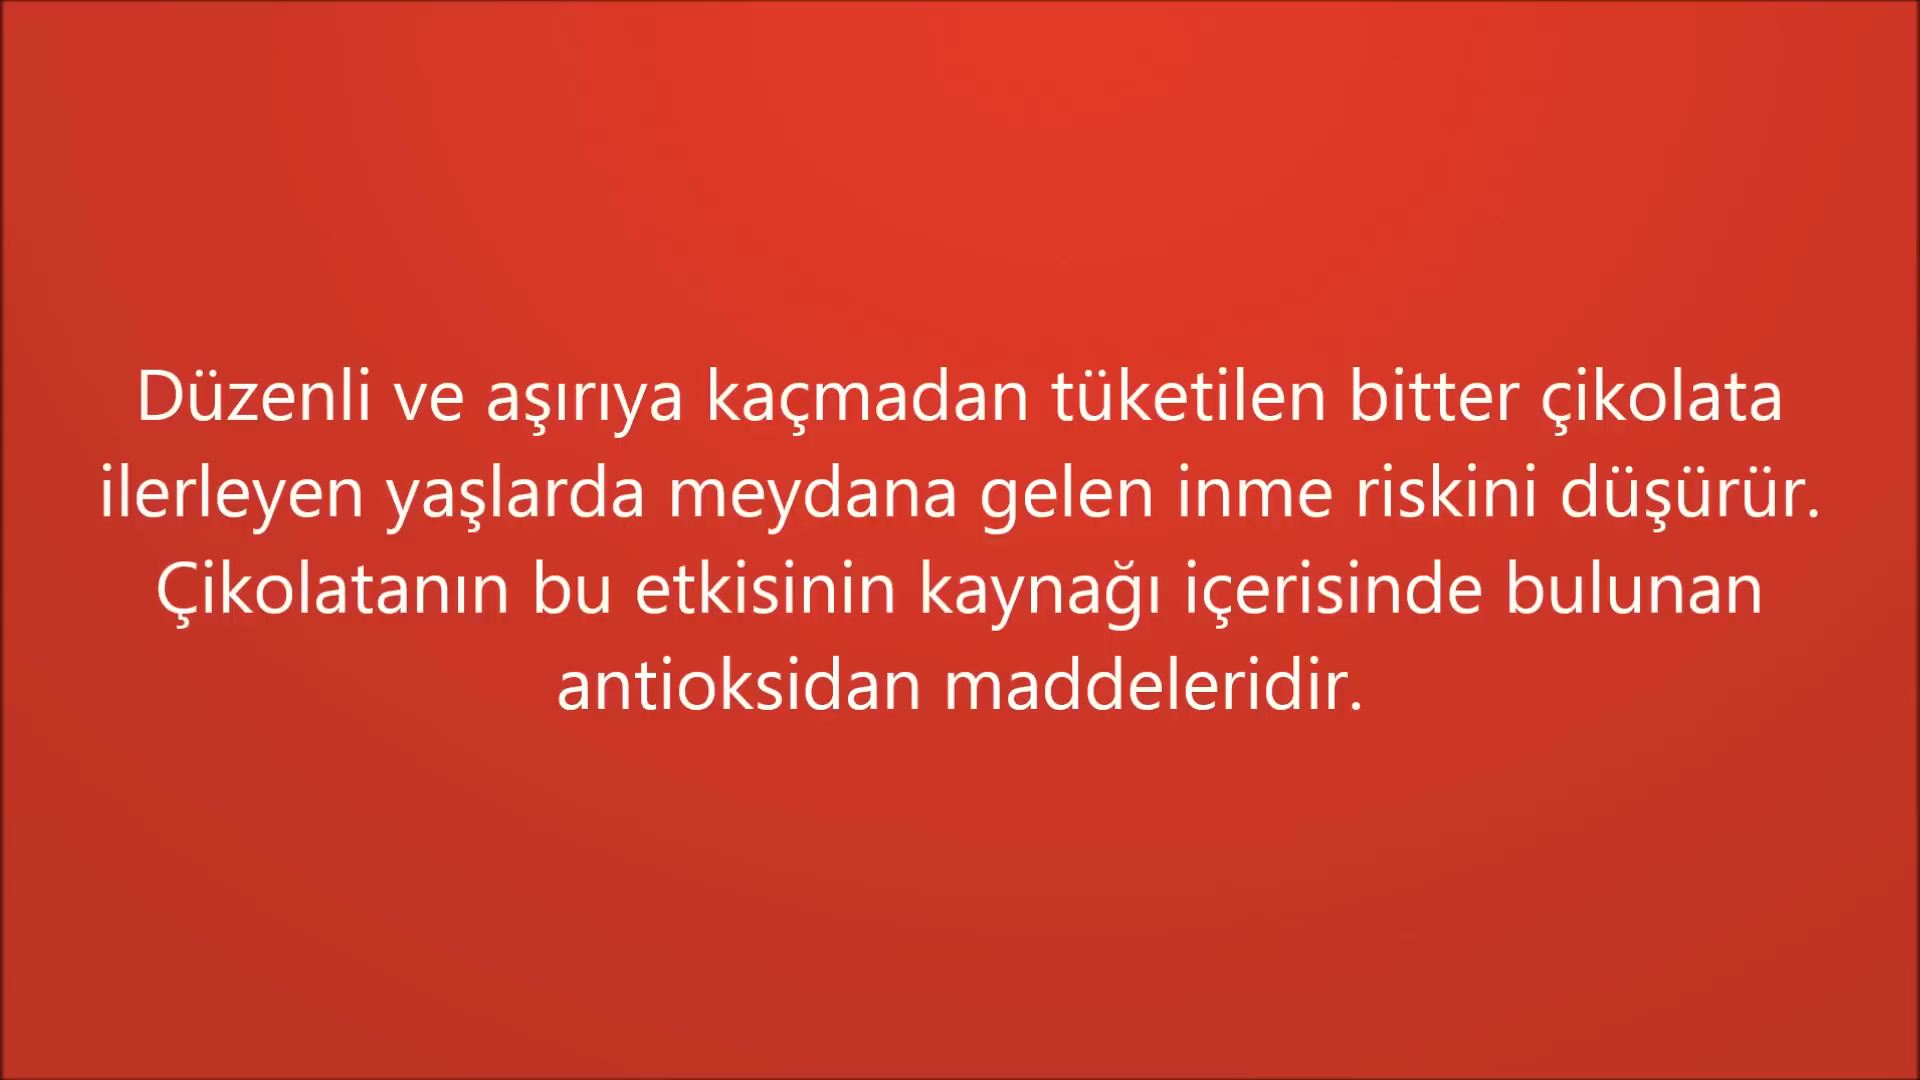 Düzenli ve aşırıya kaçmadan tüketilen bitter çikolata
ilerleyen yaşlarda meydana gelen inme riskini düşürür.
Çikolatanın bu etkisinin kaynağı içerisinde bulunan
antioksidan maddeleridir.